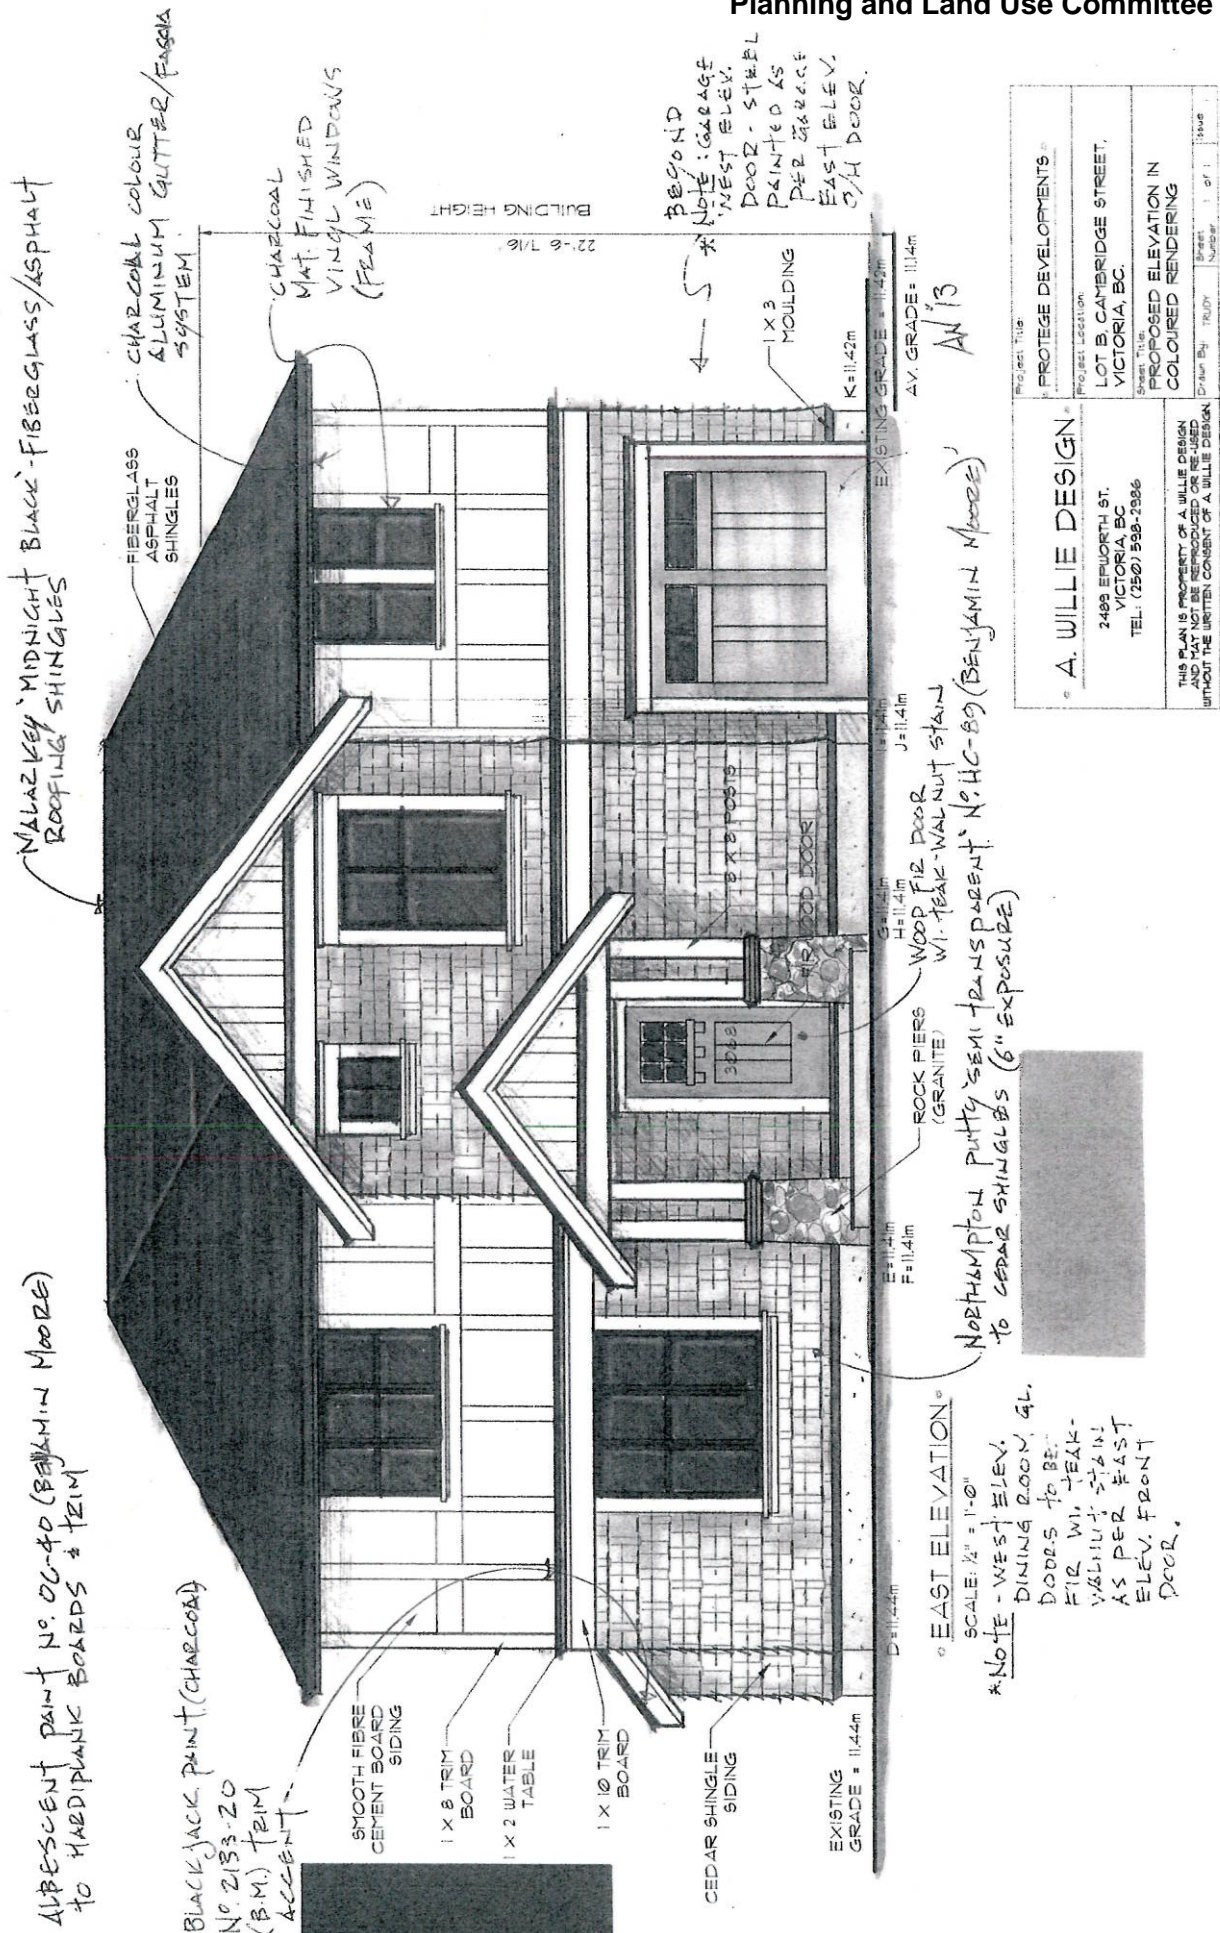 Planning and Land Use Committee
MALARKEY 'MIDNIGHT BLACK' - FIBERGLASS/ASPHALT
ROOFING SHINGLES
ALBESCENT PAINT No. OC-40 (BENJAMIN MOORE)
TO HARDIPLANK BOARDS & TRIM
BLACKJACK PAINT (CHARCOAL)
No. 2133-20
(B.M.) TRIM
ACCENT
FIBERGLASS
ASPHALT
SHINGLES
CHARCOAL COLOUR
ALUMINUM GUTTER/FASCIA
SYSTEM
CHARCOAL
MAT. FINISHED
VINYL WINDOWS
(FRAME)
22'-6 7/16"
BUILDING HEIGHT
BEYOND
* NOTE: GARAGE
WEST ELEV.
DOOR - STEEL
PAINTED AS
PER GARAGE
EAST ELEV.
O/H DOOR.
SMOOTH FIBRE
CEMENT BOARD
SIDING
1 X 8 TRIM
BOARD
1 X 2 WATER
TABLE
1 X 10 TRIM
BOARD
CEDAR SHINGLE
SIDING
EXISTING
GRADE = 11.44m
1 X 3
MOULDING
8 X 8 POSTS
FIR WOOD DOOR
3068
D=11.44m
E=11.41m
F=11.41m
G=11.41m
H=11.41m
J=11.41m
K=11.42m
EXISTING GRADE = 11.42m
AV. GRADE = 11.14m
AW '13
ROCK PIERS
(GRANITE)
WOOD FIR DOOR
W/. TEAK-WALNUT STAIN
NORTHAMPTON PUTTY 'SEMI TRANSPARENT' No. HC-89 (BENJAMIN MOORE)
TO CEDAR SHINGLES (6" EXPOSURE)
EAST ELEVATION
SCALE: 1/4" = 1'-0"
* NOTE - WEST ELEV.
DINING ROOM GL.
DOORS TO BE
FIR W/. TEAK-
WALNUT STAIN
AS PER EAST
ELEV. FRONT
DOOR.
A. WILLIE DESIGN
2489 EPWORTH ST.
VICTORIA, BC
TEL: (250) 598-2986
THIS PLAN IS PROPERTY OF A WILLIE DESIGN
AND MAY NOT BE REPRODUCED OR RE-USED
WITHOUT THE WRITTEN CONSENT OF A WILLIE DESIGN
Project Title:
PROTEGE DEVELOPMENTS
Project Location:
LOT B, CAMBRIDGE STREET,
VICTORIA, BC.
Sheet Title:
PROPOSED ELEVATION IN
COLOURED RENDERING
Drawn By: TRUDY
Sheet Number 1 of 1
Issue